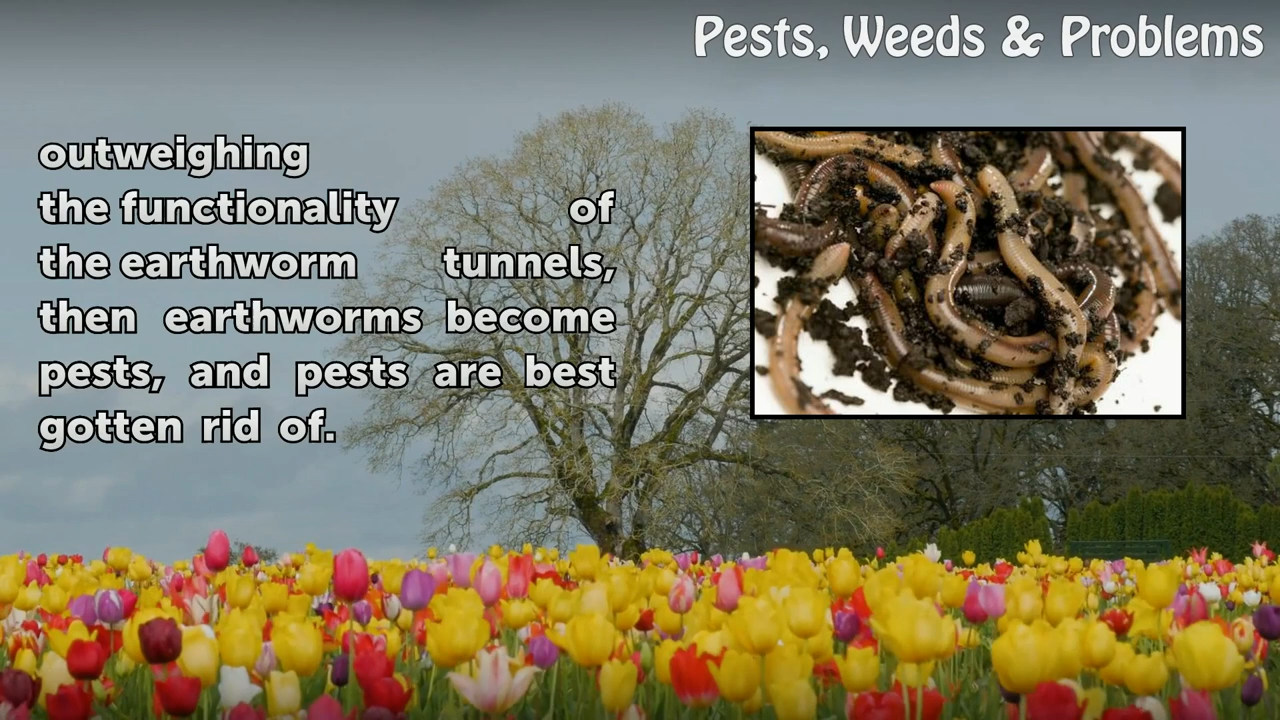 Pests, Weeds & Problems
outweighing
the functionality of
the earthworm tunnels,
then earthworms become
pests, and pests are best
gotten rid of.